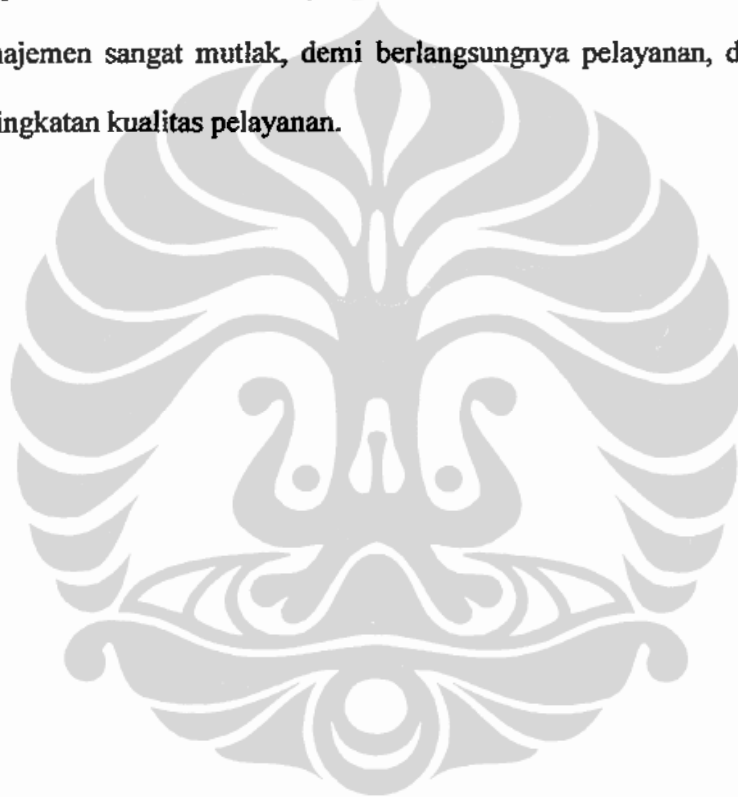 najemen sangat mutlak, demi berlangsungnya pelayanan, d
ingkatan kualitas pelayanan.